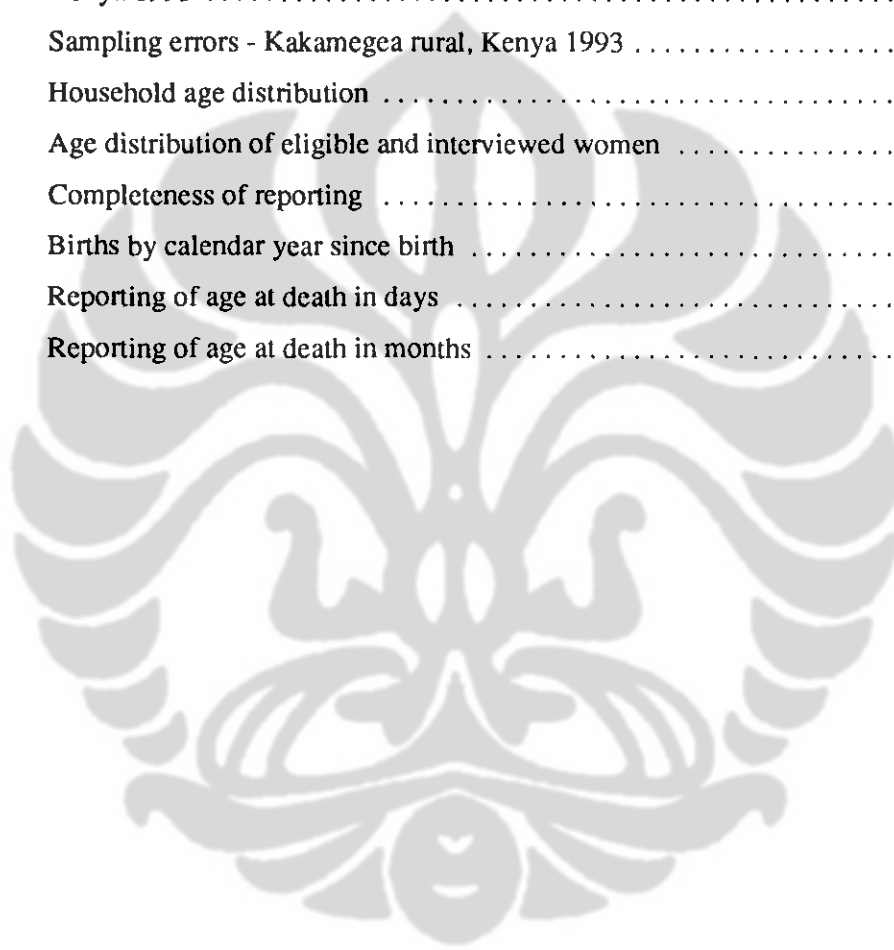 Sampling errors - Kakamegea rural, Kenya 1993 . . . . . . . . . . . . . . . . . .
Household age distribution . . . . . . . . . . . . . . . . . . . . . . . . . . . . . . . . . .
Age distribution of eligible and interviewed women . . . . . . . . . . . . . . .
Completeness of reporting . . . . . . . . . . . . . . . . . . . . . . . . . . . . . . . . . .
Births by calendar year since birth . . . . . . . . . . . . . . . . . . . . . . . . . . . .
Reporting of age at death in days . . . . . . . . . . . . . . . . . . . . . . . . . . . . .
Reporting of age at death in months . . . . . . . . . . . . . . . . . . . . . . . . . . .